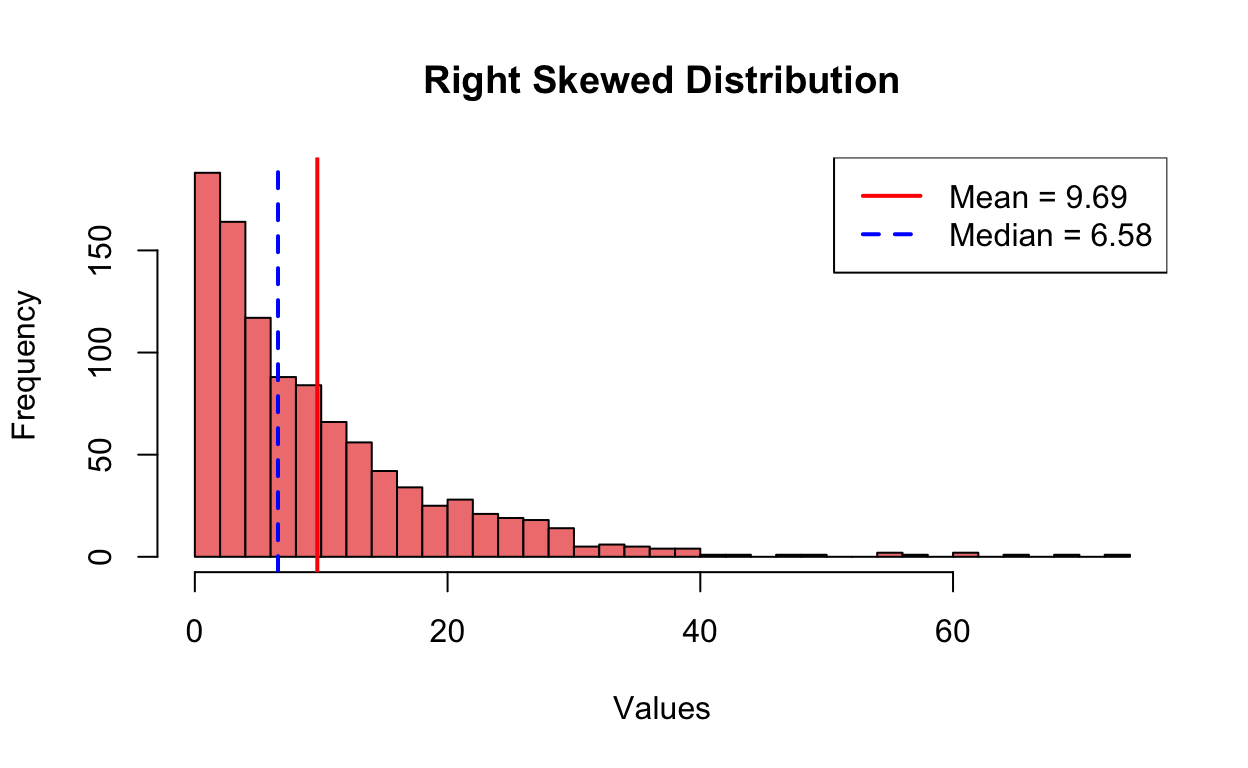 Right Skewed Distribution
Mean = 9.69
Median = 6.58
Frequency
150
100
50
0
0 20 40 60
Values